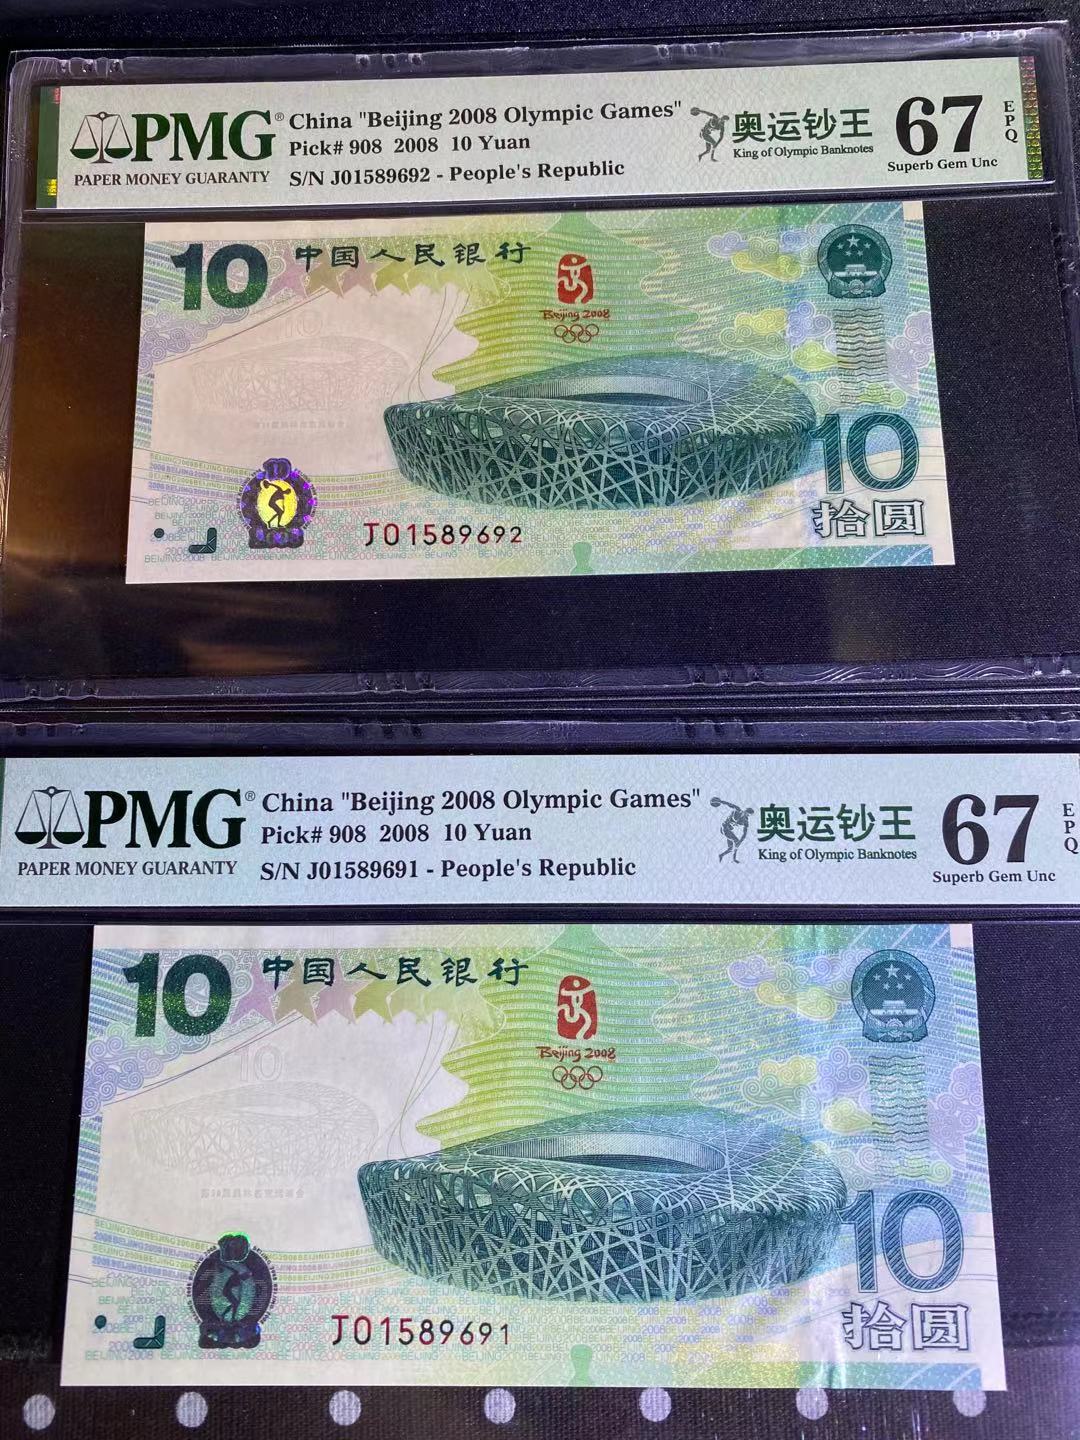 PMG®
PAPER MONEY GUARANTY
China "Beijing 2008 Olympic Games"
Pick# 908 2008 10 Yuan
S/N J01589692 - People's Republic
奥运钞王
King of Olympic Banknotes
67
Superb Gem Unc
EPQ
10
中国人民银行
Beijing 2008
10
拾圆
J01589692
PMG®
PAPER MONEY GUARANTY
China "Beijing 2008 Olympic Games"
Pick# 908 2008 10 Yuan
S/N J01589691 - People's Republic
奥运钞王
King of Olympic Banknotes
67
Superb Gem Unc
EPQ
10
中国人民银行
Beijing 2008
10
10
拾圆
J01589691